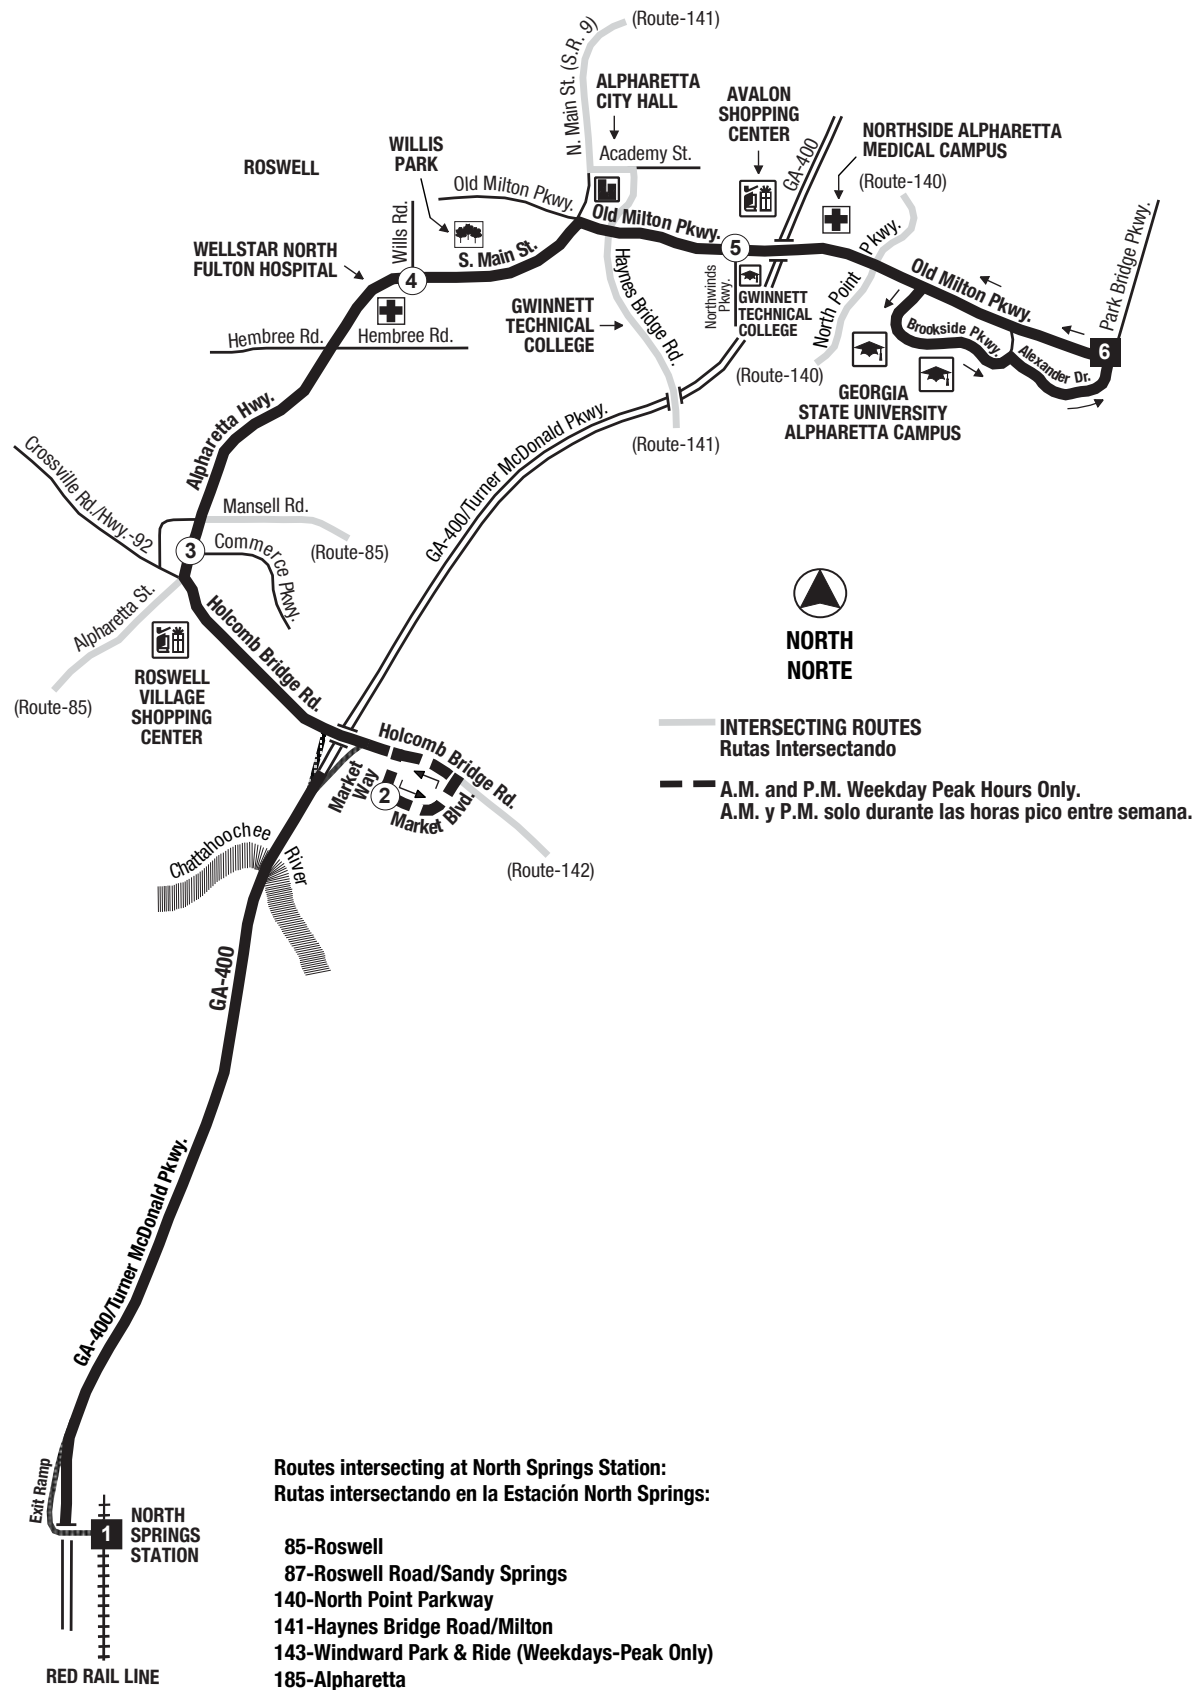 (Route-141)
N. Main St. (S.R. 9)
ALPHARETTA
CITY HALL
AVALON
SHOPPING
CENTER
GA-400
NORTHSIDE ALPHARETTA
MEDICAL CAMPUS
(Route-140)
WILLIS
PARK
ROSWELL
Academy St.
Old Milton Pkwy.
Old Milton Pkwy.
Wills Rd.
S. Main St.
WELLSTAR NORTH
FULTON HOSPITAL
4
5
North Point Pkwy.
Old Milton Pkwy.
Park Bridge Pkwy.
Haynes Bridge Rd.
Northwinds
Pkwy.
GWINNETT
TECHNICAL
COLLEGE
GWINNETT
TECHNICAL
COLLEGE
Brookside Pkwy.
Alexander Dr.
6
Hembree Rd.
Hembree Rd.
(Route-140)
GEORGIA
STATE UNIVERSITY
ALPHARETTA CAMPUS
(Route-141)
Alpharetta Hwy.
GA-400/Turner McDonald Pkwy.
Crossville Rd./Hwy.-92
Mansell Rd.
(Route-85)
3
Commerce Pkwy.
Alpharetta St.
Holcomb Bridge Rd.
(Route-85)
ROSWELL
VILLAGE
SHOPPING
CENTER
NORTH
NORTE
INTERSECTING ROUTES
Rutas Intersectando
A.M. and P.M. Weekday Peak Hours Only.
A.M. y P.M. solo durante las horas pico entre semana.
Holcomb Bridge Rd.
Market
Way
2
Market Blvd.
(Route-142)
Chattahoochee
River
GA-400
GA-400/Turner McDonald Pkwy.
Exit Ramp
1
NORTH
SPRINGS
STATION
RED RAIL LINE
Routes intersecting at North Springs Station:
Rutas intersectando en la Estación North Springs:
85-Roswell
87-Roswell Road/Sandy Springs
140-North Point Parkway
141-Haynes Bridge Road/Milton
143-Windward Park & Ride (Weekdays-Peak Only)
185-Alpharetta